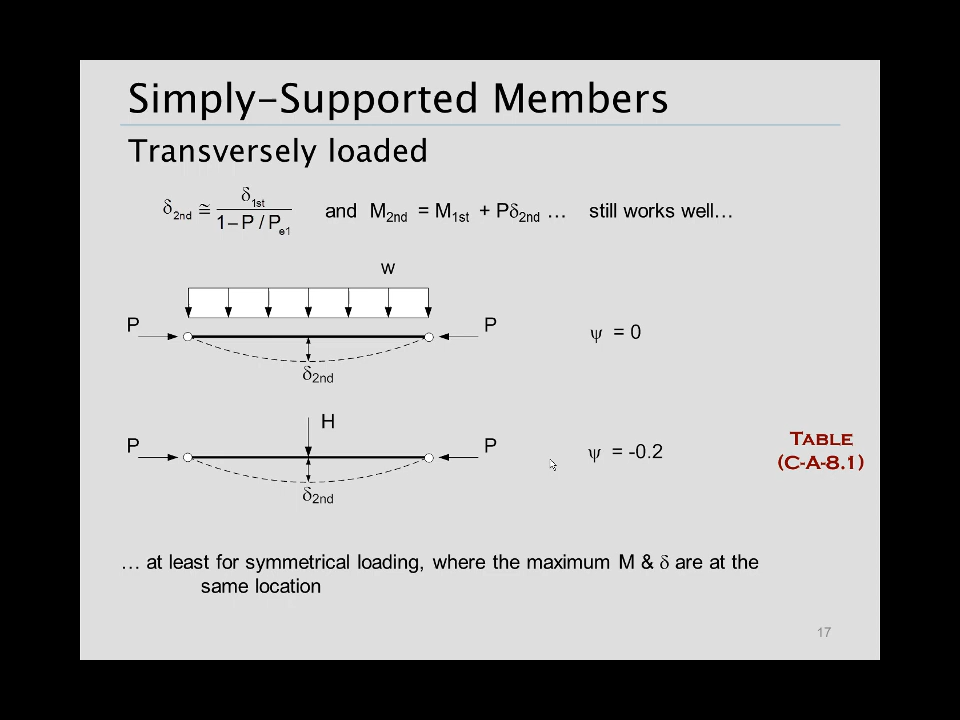 Simply-Supported Members
Transversely loaded
δ2nd ≅ δ1st / 1 – P / Pe1 and M2nd = M1st + Pδ2nd … still works well…
w
P P
ψ = 0
δ2nd
H
P P
ψ = -0.2
TABLE
(C-A-8.1)
δ2nd
… at least for symmetrical loading, where the maximum M & δ are at the
same location
17